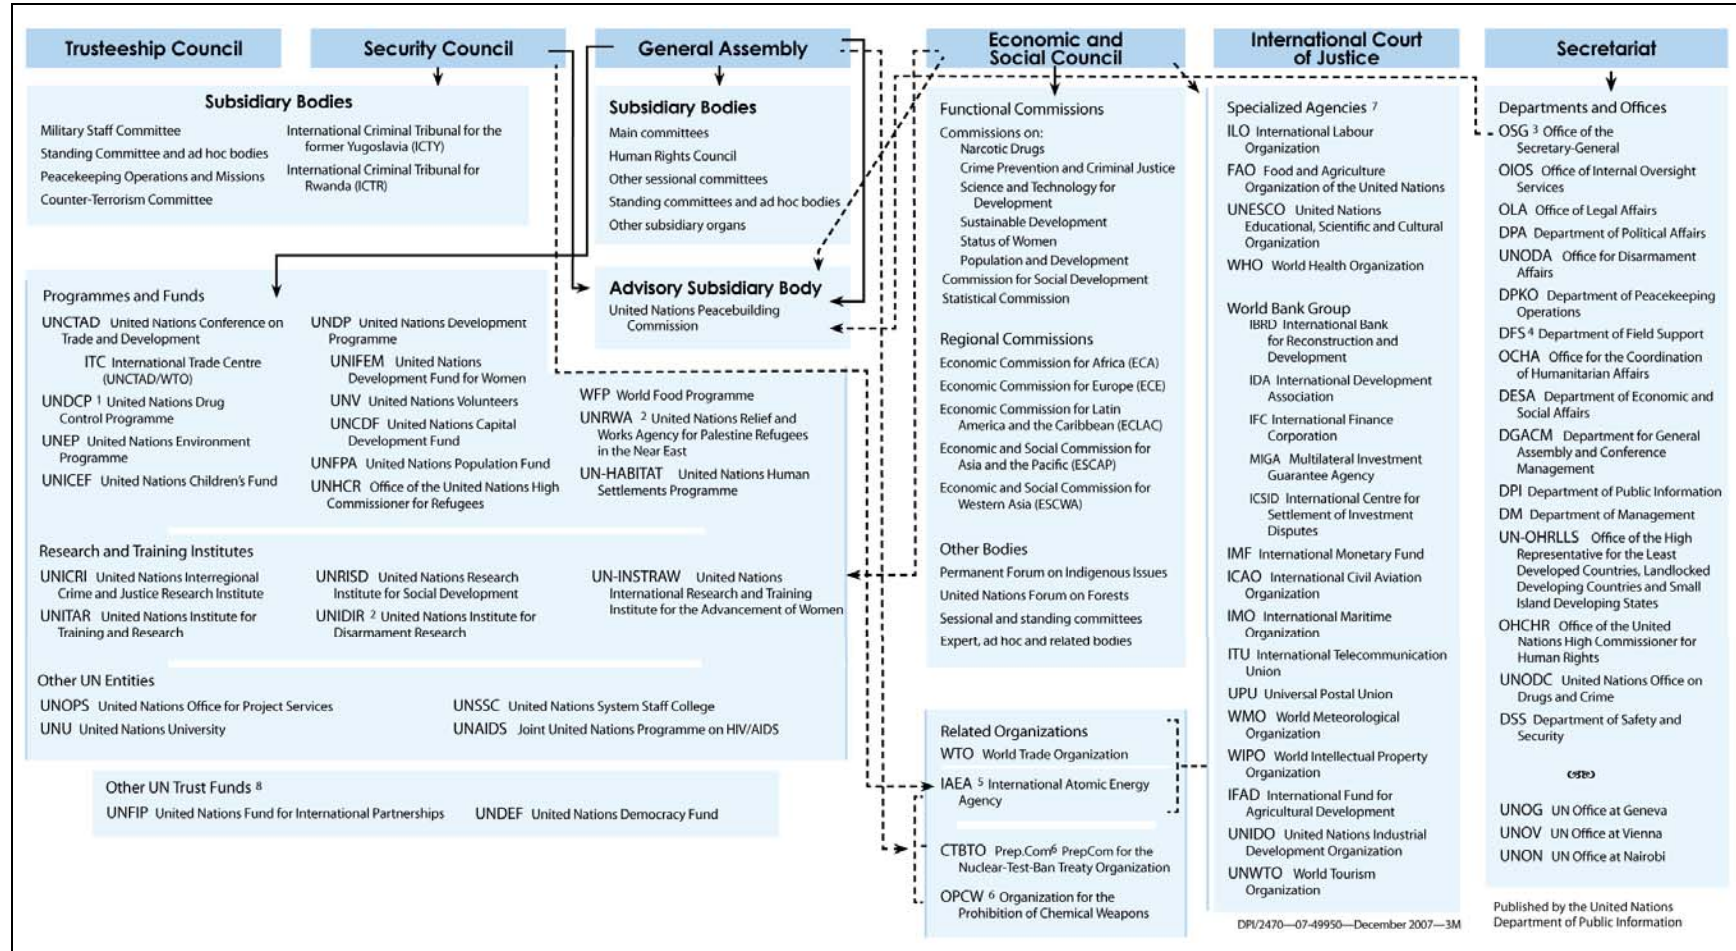 Trusteeship Council
Security Council
General Assembly
Economic and
Social Council
International Court
of Justice
Secretariat
Subsidiary Bodies
Military Staff Committee
Standing Committee and ad hoc bodies
Peacekeeping Operations and Missions
Counter-Terrorism Committee
International Criminal Tribunal for the
former Yugoslavia (ICTY)
International Criminal Tribunal for
Rwanda (ICTR)
Subsidiary Bodies
Main committees
Human Rights Council
Other sessional committees
Standing committees and ad hoc bodies
Other subsidiary organs
Advisory Subsidiary Body
United Nations Peacebuilding
Commission
Programmes and Funds
UNCTAD United Nations Conference on
Trade and Development
ITC International Trade Centre
(UNCTAD/WTO)
UNDCP 1 United Nations Drug
Control Programme
UNEP United Nations Environment
Programme
UNICEF United Nations Children's Fund
UNDP United Nations Development
Programme
UNIFEM United Nations
Development Fund for Women
UNV United Nations Volunteers
UNCDF United Nations Capital
Development Fund
UNFPA United Nations Population Fund
UNHCR Office of the United Nations High
Commissioner for Refugees
WFP World Food Programme
UNRWA 2 United Nations Relief and
Works Agency for Palestine Refugees
in the Near East
UN-HABITAT United Nations Human
Settlements Programme
Research and Training Institutes
UNICRI United Nations Interregional
Crime and Justice Research Institute
UNITAR United Nations Institute for
Training and Research
UNRISD United Nations Research
Institute for Social Development
UNIDIR 2 United Nations Institute for
Disarmament Research
UN-INSTRAW United Nations
International Research and Training
Institute for the Advancement of Women
Other UN Entities
UNOPS United Nations Office for Project Services
UNU United Nations University
UNSSC United Nations System Staff College
UNAIDS Joint United Nations Programme on HIV/AIDS
Other UN Trust Funds 8
UNFIP United Nations Fund for International Partnerships
UNDEF United Nations Democracy Fund
Functional Commissions
Commissions on:
Narcotic Drugs
Crime Prevention and Criminal Justice
Science and Technology for
Development
Sustainable Development
Status of Women
Population and Development
Commission for Social Development
Statistical Commission
Regional Commissions
Economic Commission for Africa (ECA)
Economic Commission for Europe (ECE)
Economic Commission for Latin
America and the Caribbean (ECLAC)
Economic and Social Commission for
Asia and the Pacific (ESCAP)
Economic and Social Commission for
Western Asia (ESCWA)
Other Bodies
Permanent Forum on Indigenous Issues
United Nations Forum on Forests
Sessional and standing committees
Expert, ad hoc and related bodies
Related Organizations
WTO World Trade Organization
IAEA 5 International Atomic Energy
Agency
CTBTO Prep.Com6 PrepCom for the
Nuclear-Test-Ban Treaty Organization
OPCW 6 Organization for the
Prohibition of Chemical Weapons
Specialized Agencies 7
ILO International Labour
Organization
FAO Food and Agriculture
Organization of the United Nations
UNESCO United Nations
Educational, Scientific and Cultural
Organization
WHO World Health Organization
World Bank Group
IBRD International Bank
for Reconstruction and
Development
IDA International Development
Association
IFC International Finance
Corporation
MIGA Multilateral Investment
Guarantee Agency
ICSID International Centre for
Settlement of Investment
Disputes
IMF International Monetary Fund
ICAO International Civil Aviation
Organization
IMO International Maritime
Organization
ITU International Telecommunication
Union
UPU Universal Postal Union
WMO World Meteorological
Organization
WIPO World Intellectual Property
Organization
IFAD International Fund for
Agricultural Development
UNIDO United Nations Industrial
Development Organization
UNWTO World Tourism
Organization
DPI/2470—07-49950—December 2007—3M
Departments and Offices
OSG 3 Office of the
Secretary-General
OIOS Office of Internal Oversight
Services
OLA Office of Legal Affairs
DPA Department of Political Affairs
UNODA Office for Disarmament
Affairs
DPKO Department of Peacekeeping
Operations
DFS 4 Department of Field Support
OCHA Office for the Coordination
of Humanitarian Affairs
DESA Department of Economic and
Social Affairs
DGACM Department for General
Assembly and Conference
Management
DPI Department of Public Information
DM Department of Management
UN-OHRLLS Office of the High
Representative for the Least
Developed Countries, Landlocked
Developing Countries and Small
Island Developing States
OHCHR Office of the United
Nations High Commissioner for
Human Rights
UNODC United Nations Office on
Drugs and Crime
DSS Department of Safety and
Security
UNOG UN Office at Geneva
UNOV UN Office at Vienna
UNON UN Office at Nairobi
Published by the United Nations
Department of Public Information